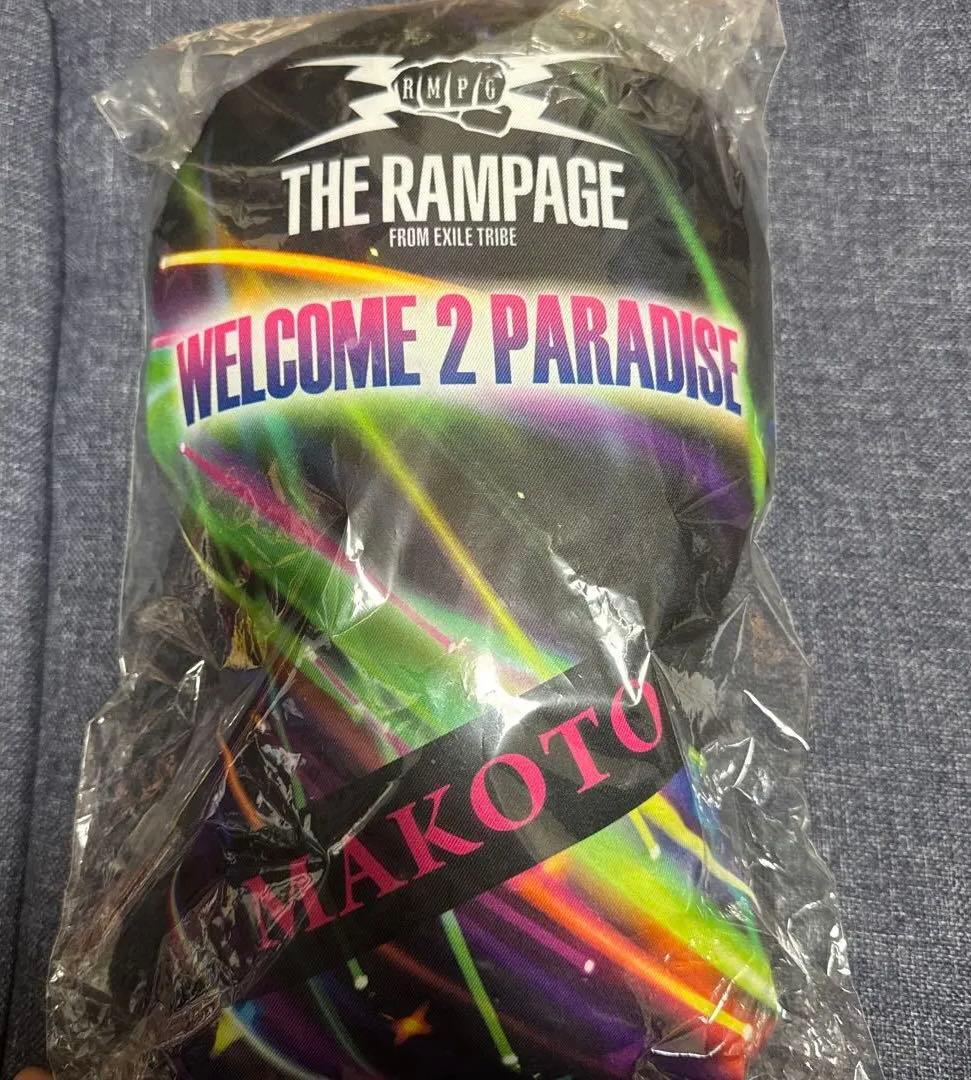 RMPG
THE RAMPAGE
FROM EXILE TRIBE
WELCOME 2 PARADISE
MAKOTO